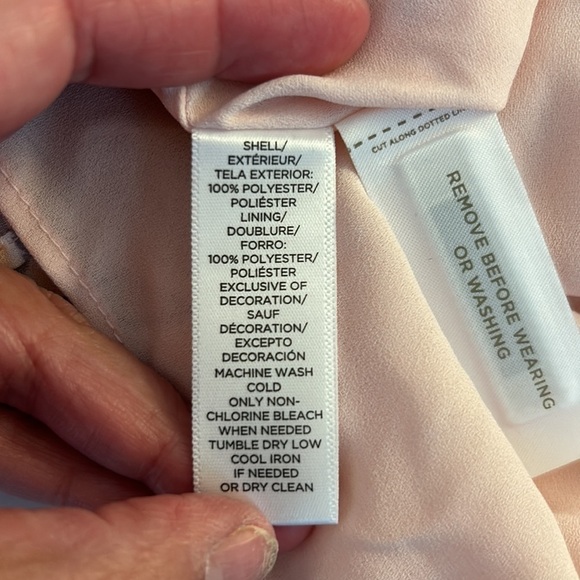 SHELL/
EXTÉRIEUR/
TELA EXTERIOR:
100% POLYESTER/
POLIÉSTER
LINING/
DOUBLURE/
FORRO:
100% POLYESTER/
POLIÉSTER
EXCLUSIVE OF
DECORATION/
SAUF
DÉCORATION/
EXCEPTO
DECORACIÓN
MACHINE WASH
COLD
ONLY NON-
CHLORINE BLEACH
WHEN NEEDED
TUMBLE DRY LOW
COOL IRON
IF NEEDED
OR DRY CLEAN
CUT ALONG DOTTED
REMOVE BEFORE WEARING
OR WASHING